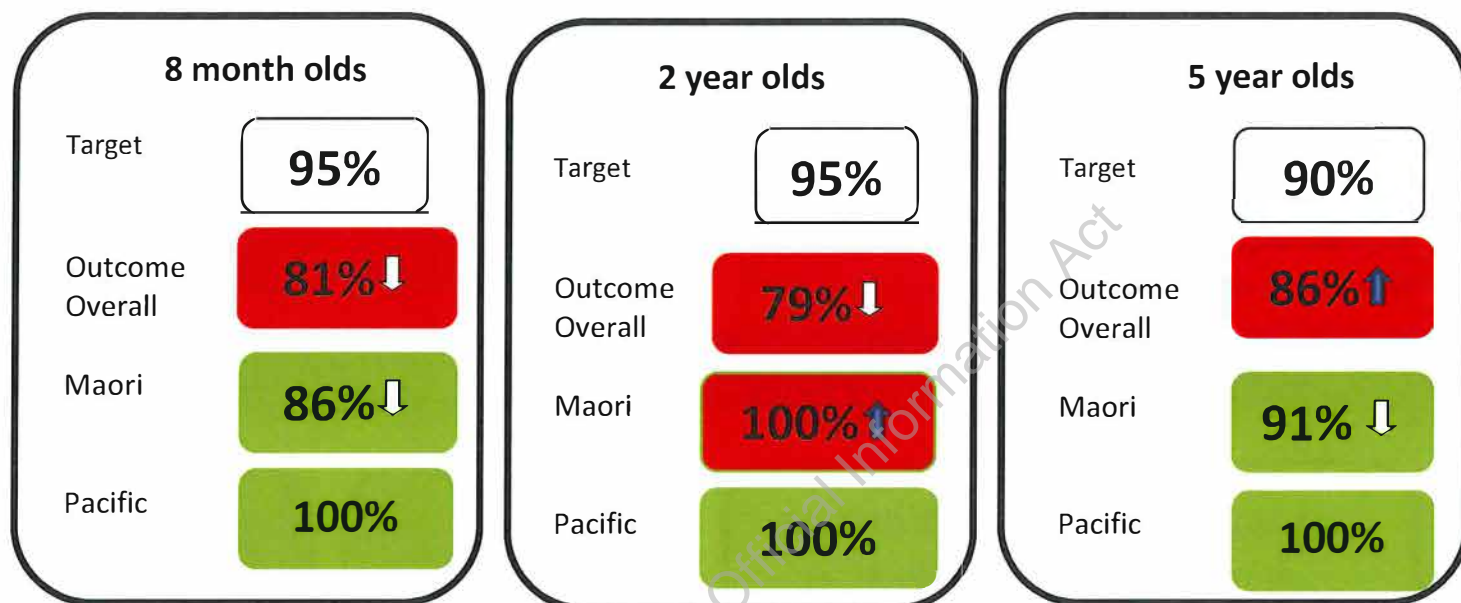 8 month olds
Target
95%
Outcome
Overall
81%
Maori
86%
Pacific
100%
2 year olds
Target
95%
Outcome
Overall
79%
Maori
100%
Pacific
100%
5 year olds
Target
90%
Outcome
Overall
86%
Maori
91%
Pacific
100%
Official Information Act